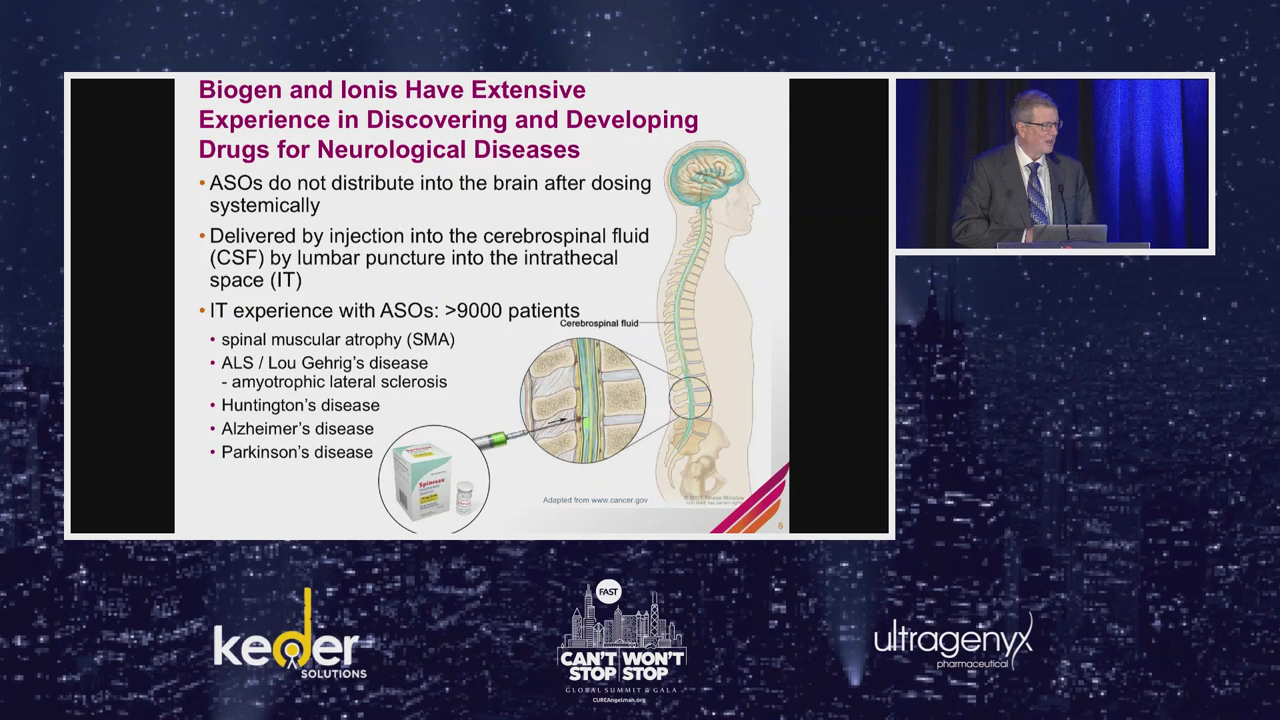 Biogen and Ionis Have Extensive
Experience in Discovering and Developing
Drugs for Neurological Diseases
• ASOs do not distribute into the brain after dosing
systemically
• Delivered by injection into the cerebrospinal fluid
(CSF) by lumbar puncture into the intrathecal
space (IT)
• IT experience with ASOs: >9000 patients
• spinal muscular atrophy (SMA)
• ALS / Lou Gehrig's disease
- amyotrophic lateral sclerosis
• Huntington's disease
• Alzheimer's disease
• Parkinson's disease
Cerebrospinal fluid
Spinraza
Adapted from www.cancer.gov
6
keder
SOLUTIONS
FAST
CAN'T WON'T
STOP STOP
GLOBAL SUMMIT & GALA
CUREAngelman.org
ultragenyx
pharmaceutical